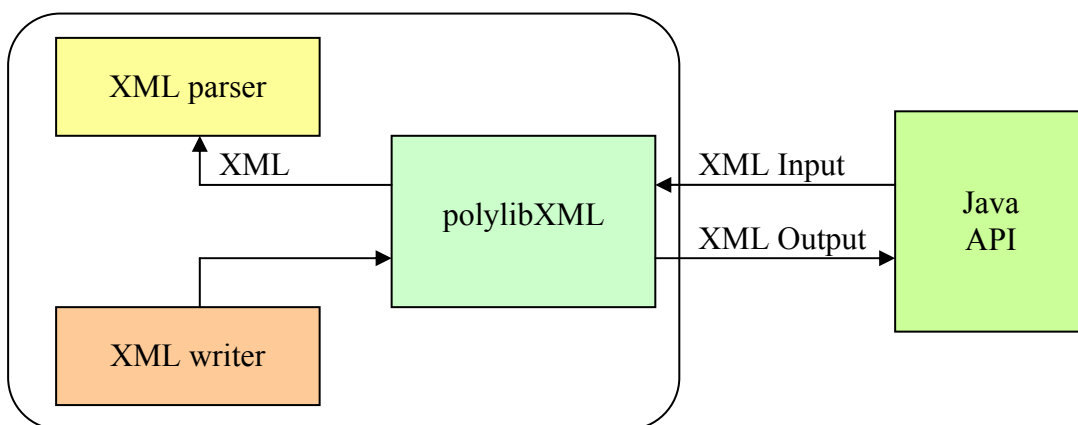 XML parser
XML
XML Input
polylibXML
Java
API
XML Output
XML writer